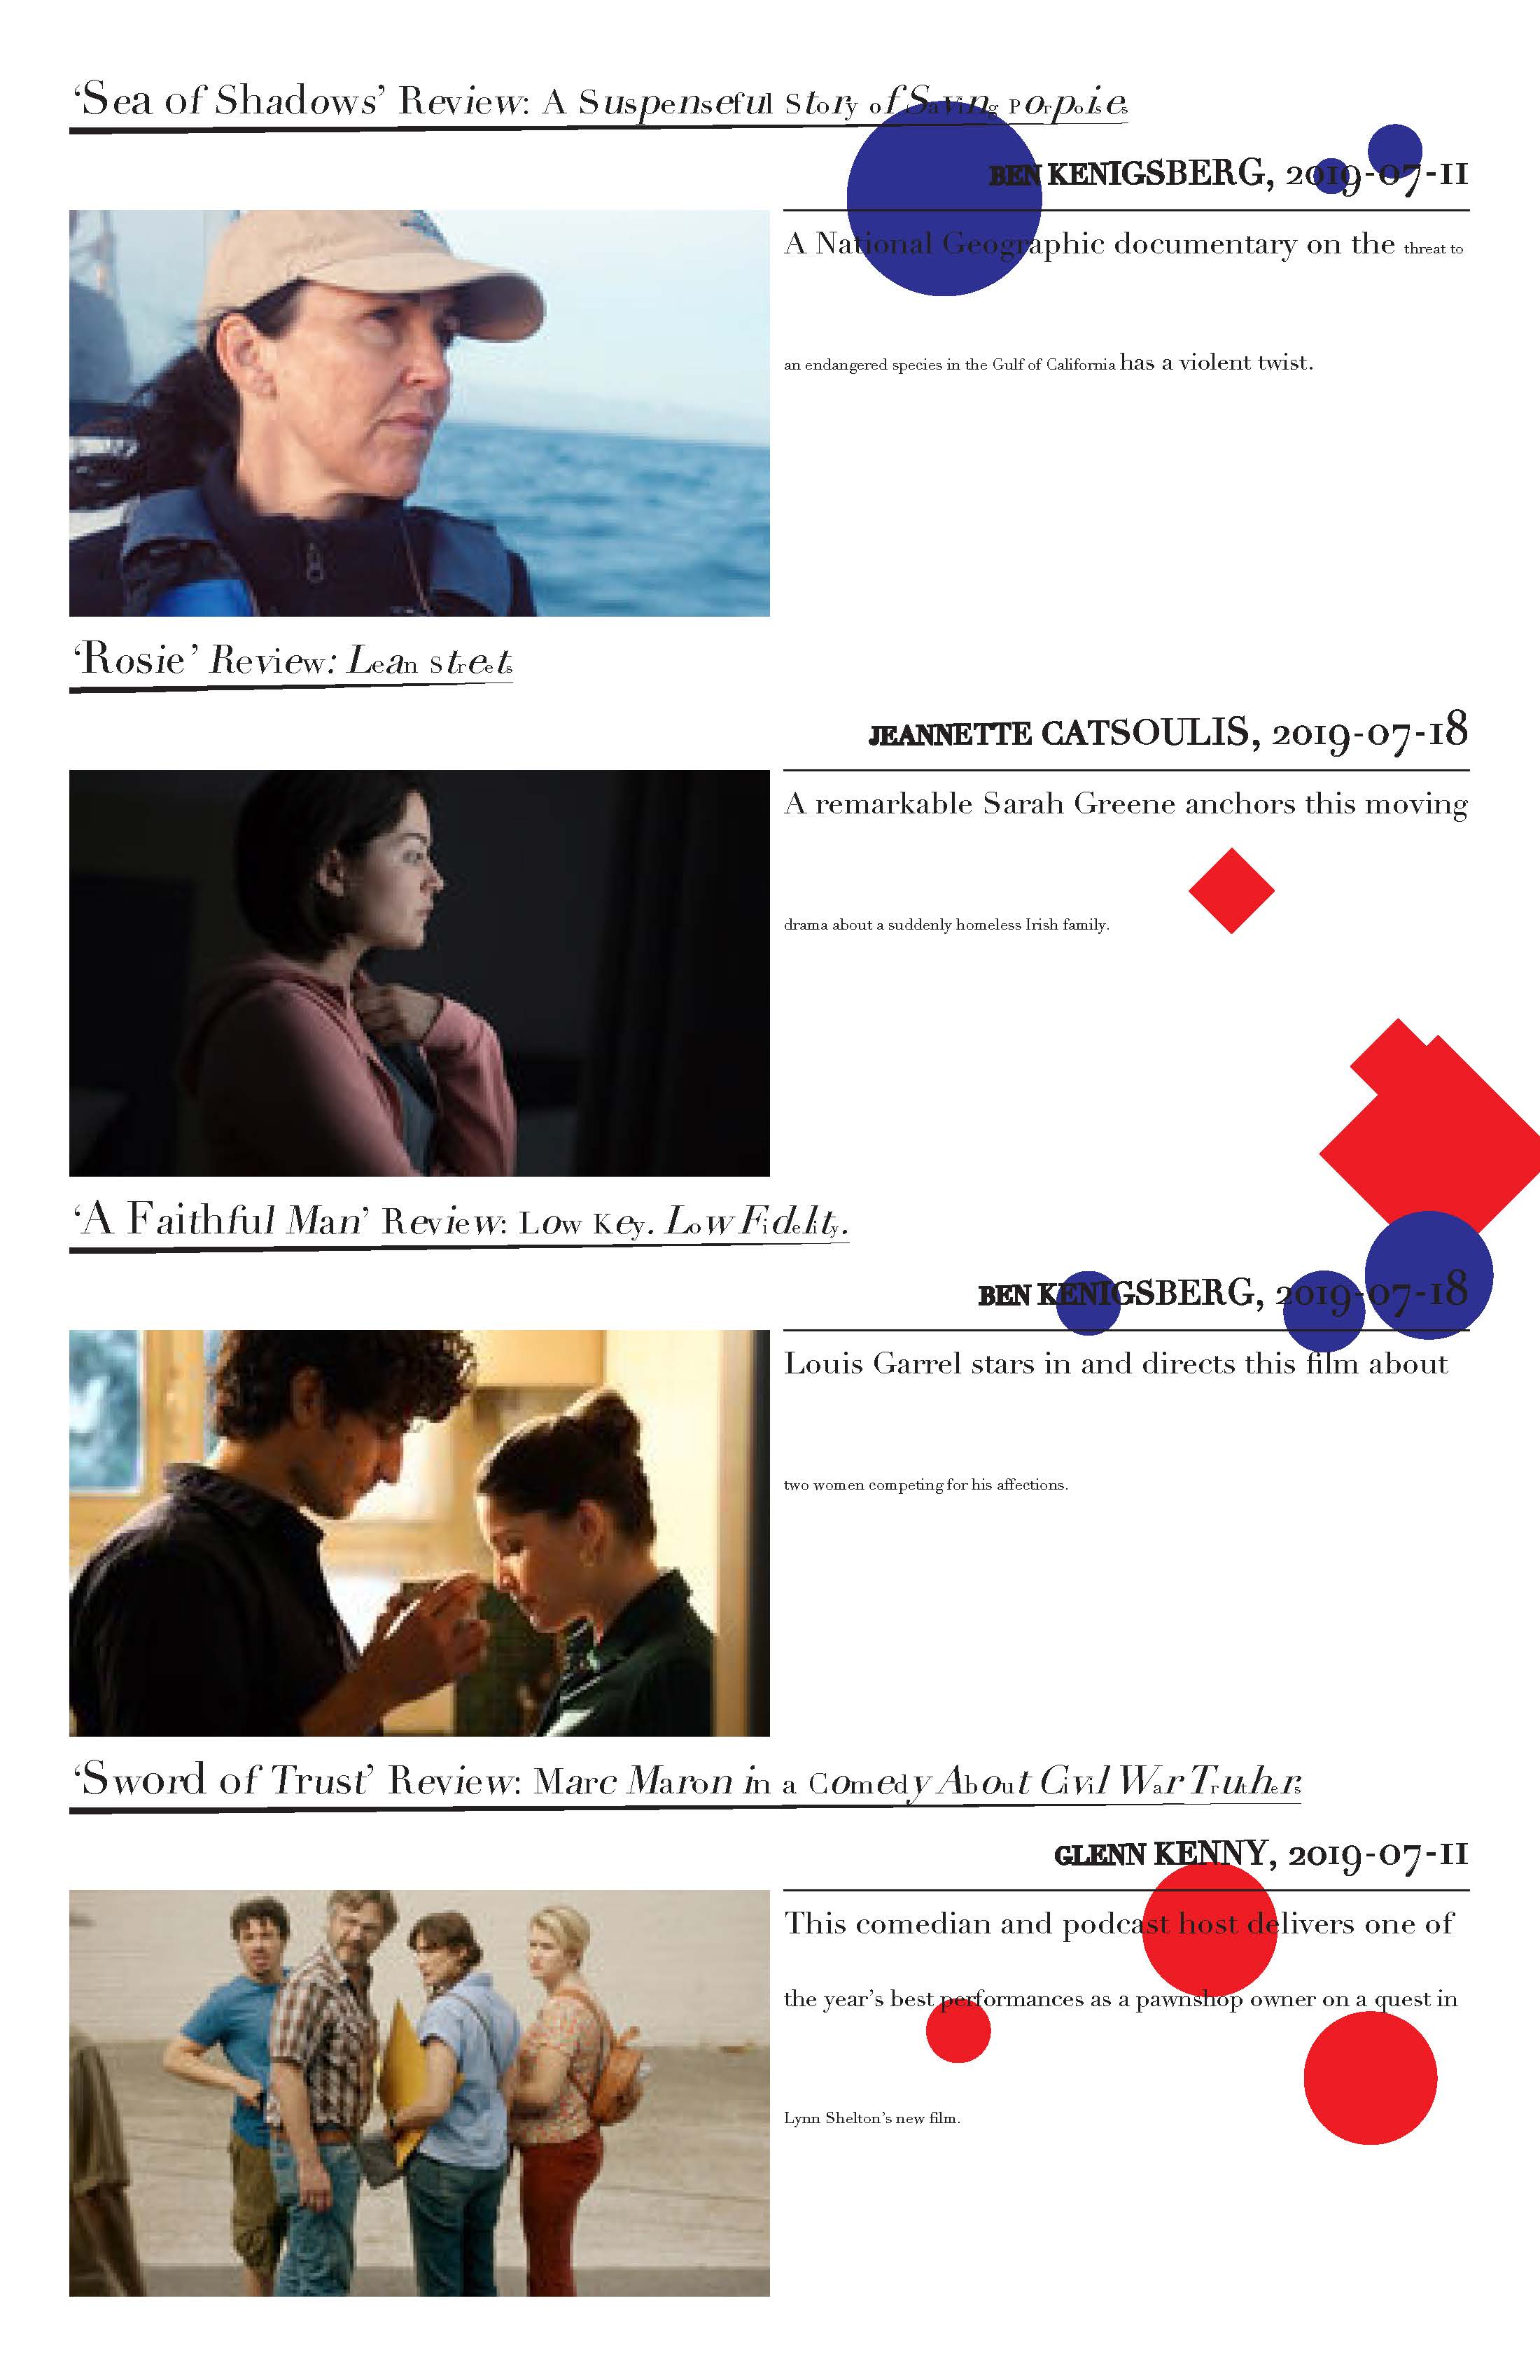 ‘Sea of Shadows’ Review: A Suspenseful Story of Saving Porpoises
BEN KENIGSBERG, 2019-07-11
A National Geographic documentary on the threat to
an endangered species in the Gulf of California has a violent twist.
‘Rosie’ Review: Lean Streets
JEANNETTE CATSOULIS, 2019-07-18
A remarkable Sarah Greene anchors this moving
drama about a suddenly homeless Irish family.
‘A Faithful Man’ Review: Low Key. Low Fidelity.
BEN KENIGSBERG, 2019-07-18
Louis Garrel stars in and directs this film about
two women competing for his affections.
‘Sword of Trust’ Review: Marc Maron in a Comedy About Civil War Truthers
GLENN KENNY, 2019-07-11
This comedian and podcast host delivers one of
the year’s best performances as a pawnshop owner on a quest in
Lynn Shelton’s new film.